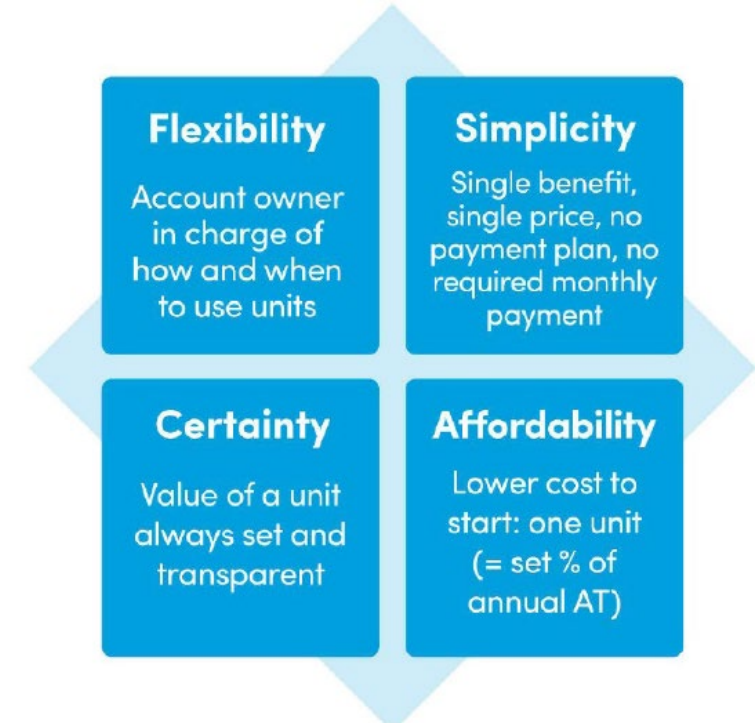 Flexibility
Account owner
in charge of
how and when
to use units
Simplicity
Single benefit,
single price, no
payment plan, no
required monthly
payment
Certainty
Value of a unit
always set and
transparent
Affordability
Lower cost to
start: one unit
(= set % of
annual AT)